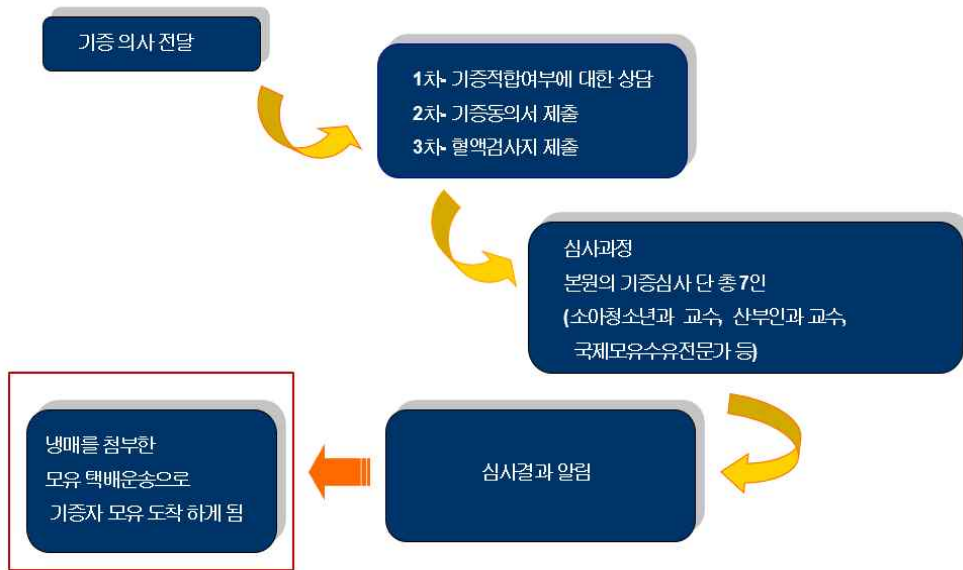 기증 의사 전달
1차- 기증적합여부에 대한 상담
2차- 기증동의서 제출
3차- 혈액검사지 제출
심사과정
본원의 기증심사 단 총 7인
(소아청소년과 교수, 산부인과 교수,
국제모유수유전문가 등)
심사결과 알림
냉매를 첨부한
모유 택배운송으로
기증자 모유 도착 하게 됨